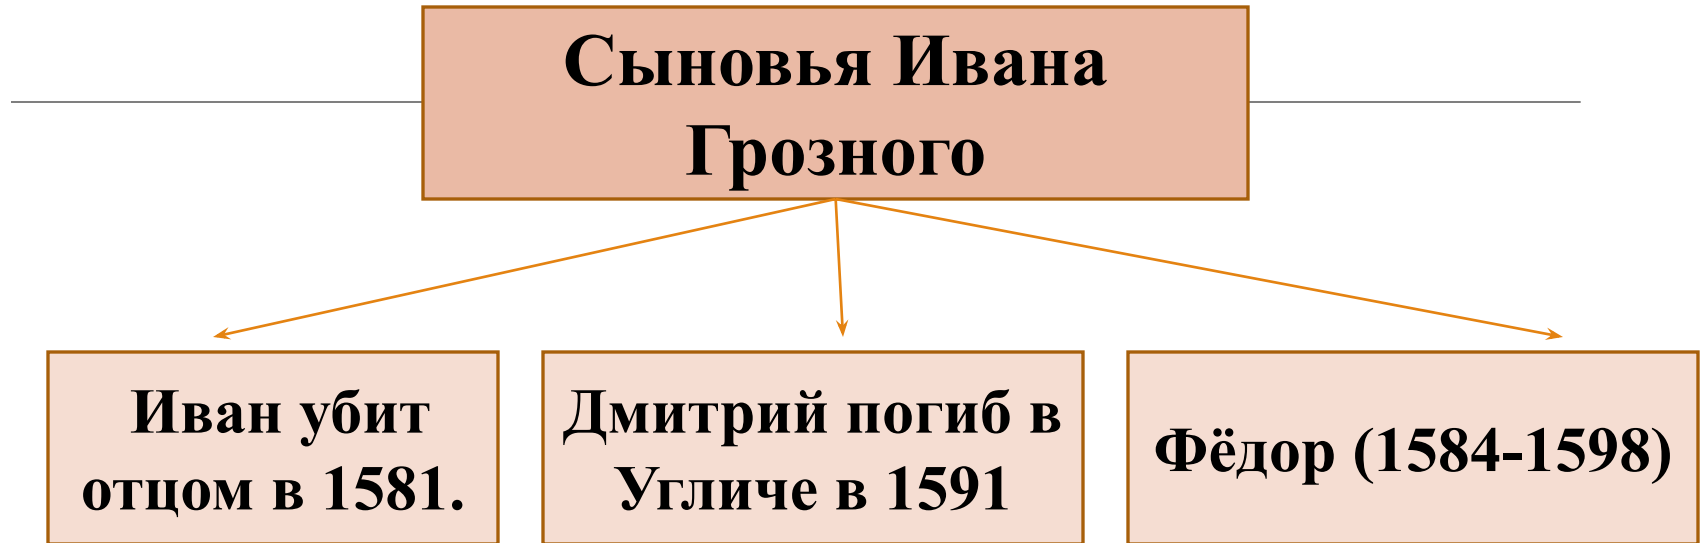 Сыновья Ивана
Грозного
Иван убит
отцом в 1581.
Дмитрий погиб в
Угличе в 1591
Фёдор (1584-1598)